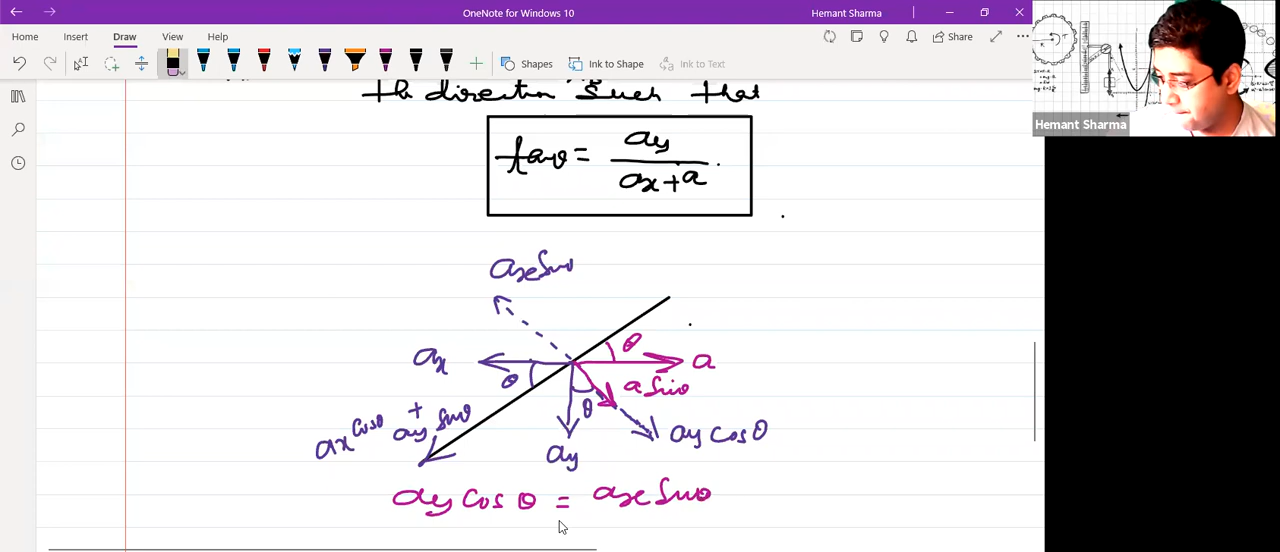 OneNote for Windows 10
Hemant Sharma
Home Insert Draw View Help
Share
Shapes Ink to Shape Ink to Text
Hemant Sharma
the direction such that
tanθ = ay / ax + a
ax sinθ
ax
θ
θ
a
a sinθ
θ
ax cosθ + ay sinθ
ay
ay cosθ
ay cos θ = ax sinθ